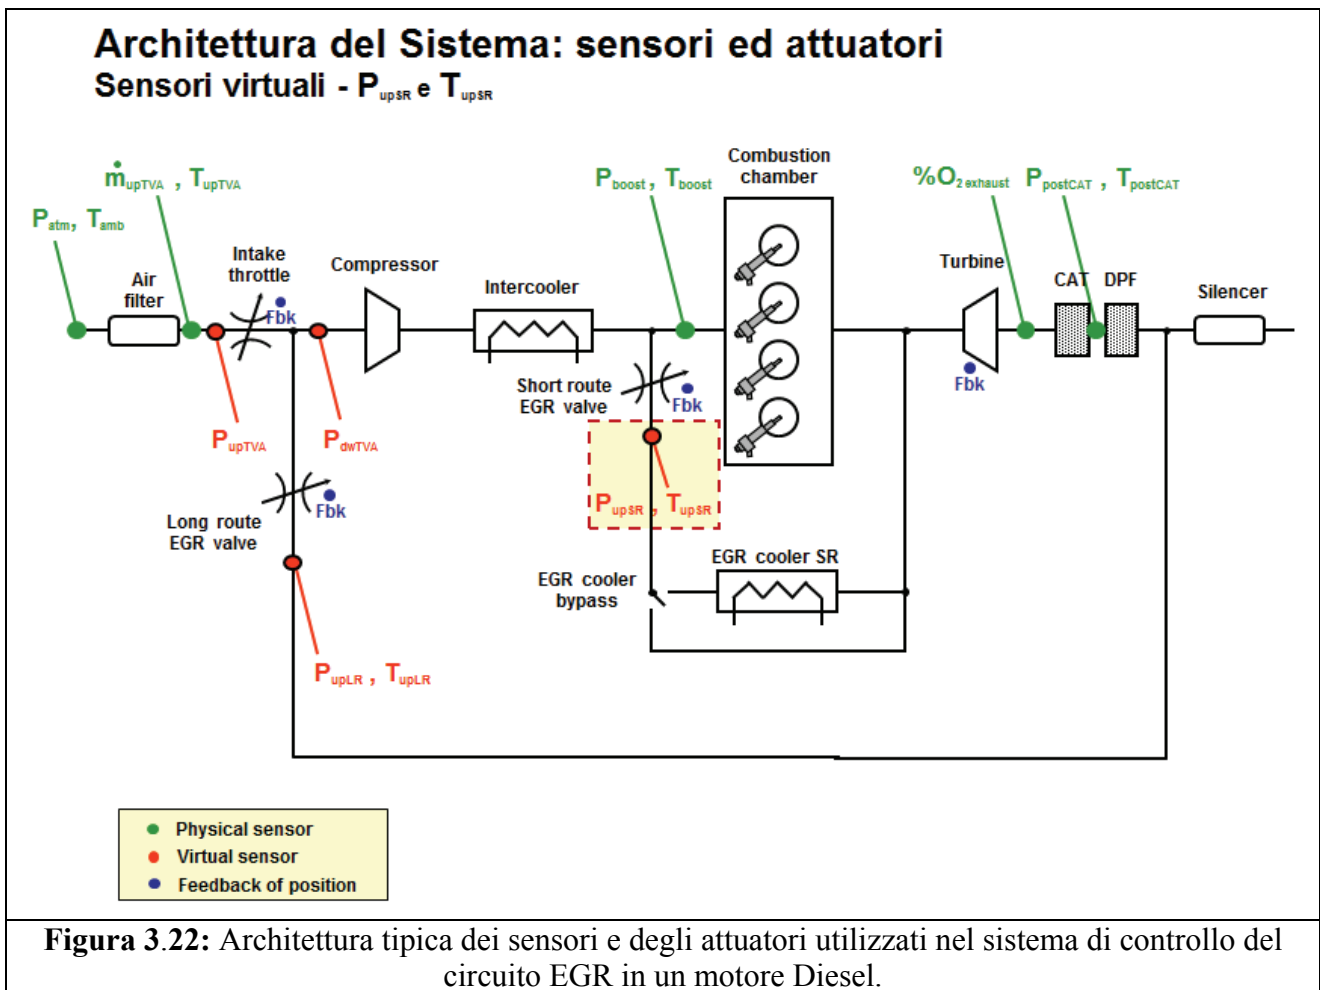 Architettura del Sistema: sensori ed attuatori
Sensori virtuali - PupSR e TupSR
ṁupTVA , TupTVA
Patm, Tamb
Air
filter
Intake
throttle
Fbk
Compressor
Intercooler
Pboost , Tboost
Combustion
chamber
%O2 exhaust
PpostCAT , TpostCAT
Turbine
Fbk
CAT
DPF
Silencer
PupTVA
PdwTVA
Short route
EGR valve
Fbk
PupSR , TupSR
Long route
EGR valve
Fbk
EGR cooler SR
EGR cooler
bypass
PupLR , TupLR
Physical sensor
Virtual sensor
Feedback of position
Figura 3.22: Architettura tipica dei sensori e degli attuatori utilizzati nel sistema di controllo del
circuito EGR in un motore Diesel.